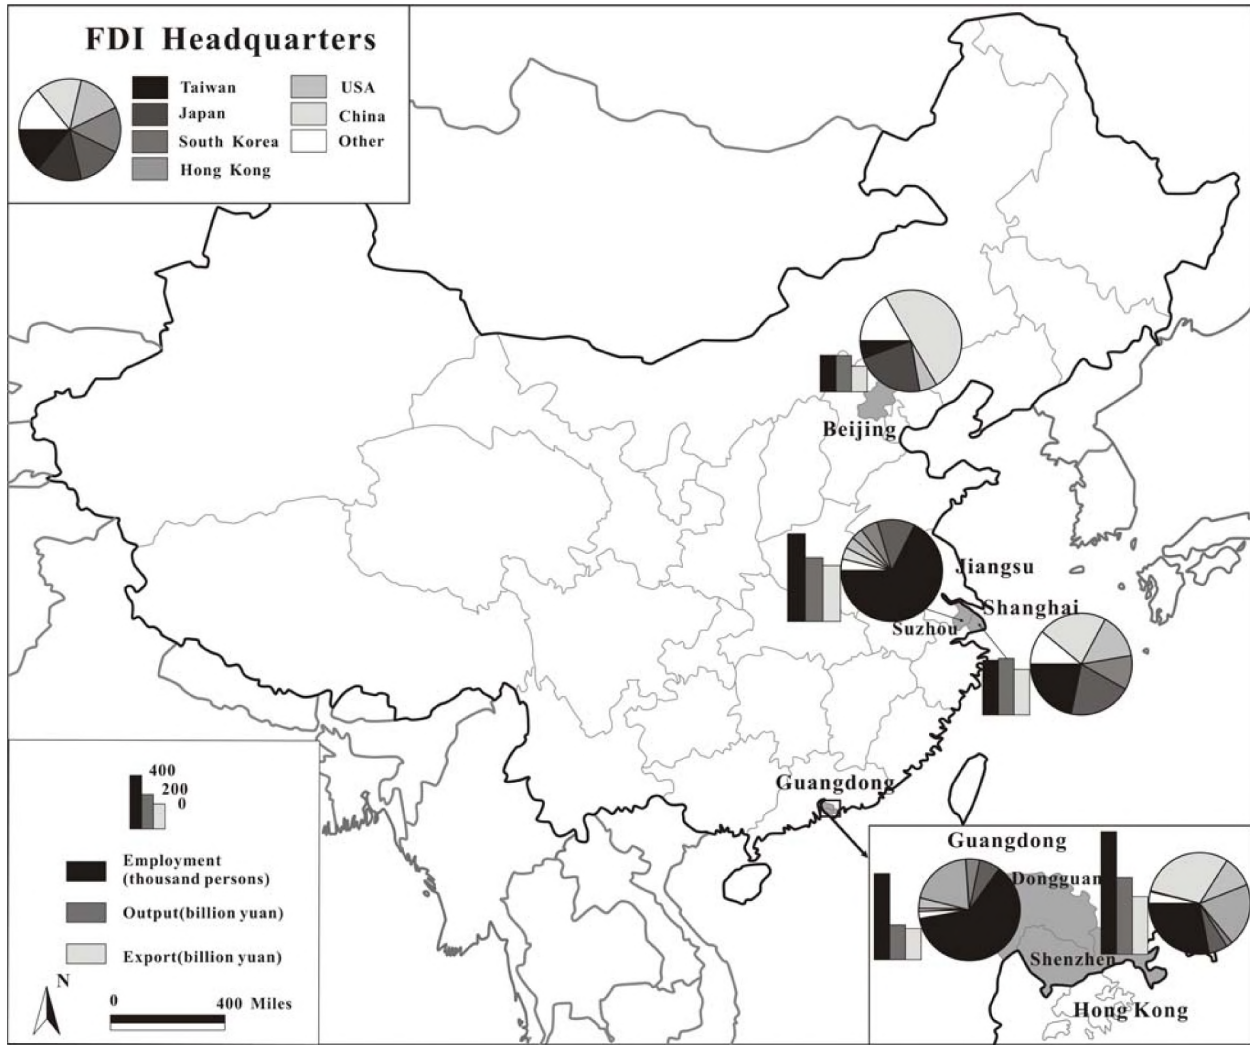 FDI Headquarters
Taiwan
Japan
South Korea
Hong Kong
USA
China
Other
Beijing
Jiangsu
Shanghai
Suzhou
Guangdong
400
200
0
Employment
(thousand persons)
Output(billion yuan)
Export(billion yuan)
N
0
400 Miles
Guangdong
Dongguan
Shenzhen
Hong Kong